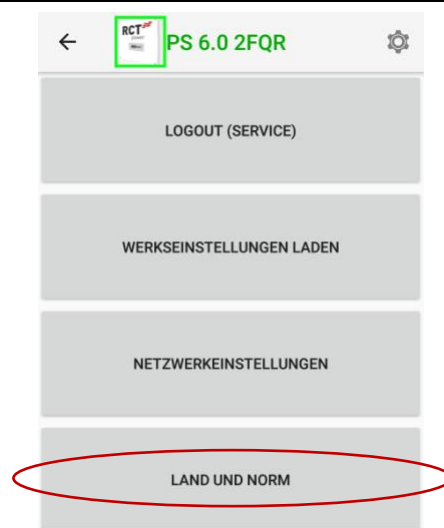 RCT
PS 6.0 2FQR
LOGOUT (SERVICE)
WERKSEINSTELLUNGEN LADEN
NETZWERKEINSTELLUNGEN
LAND UND NORM